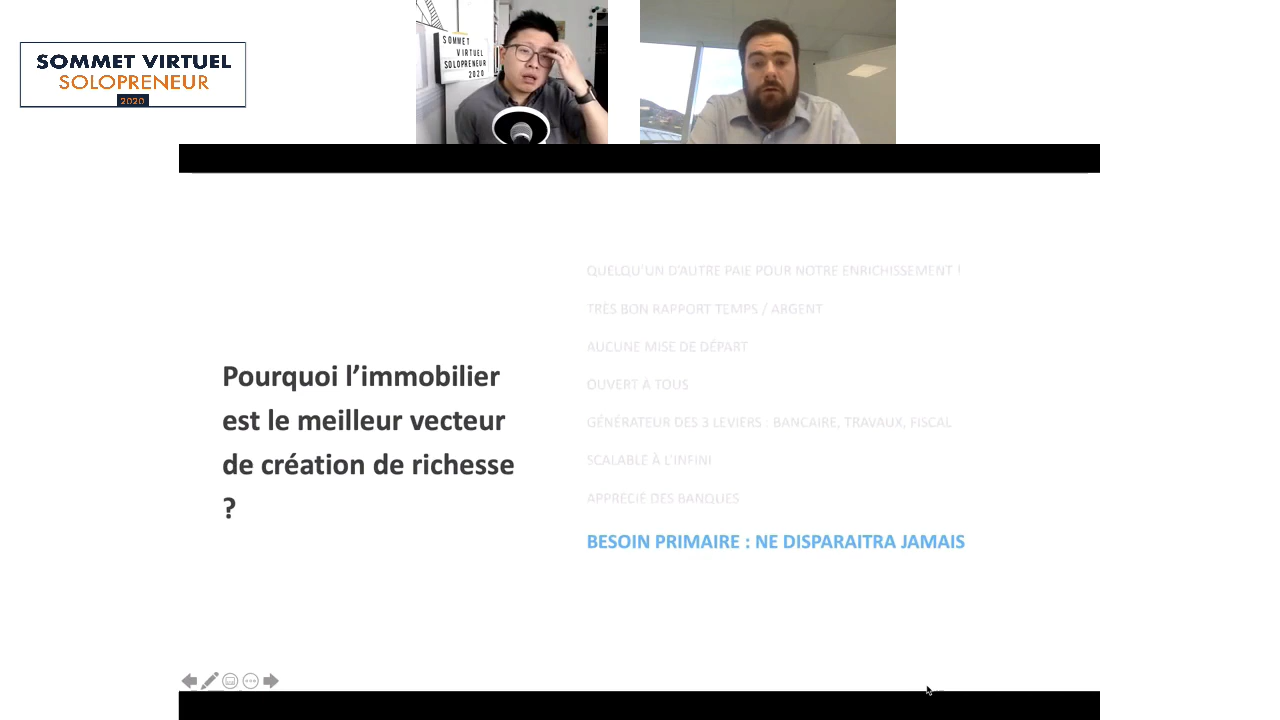 SOMMET VIRTUEL
SOLOPRENEUR
2020
SOMMET
VIRTUEL
SOLOPRENEUR
2020
Pourquoi l’immobilier
est le meilleur vecteur
de création de richesse
?
QUELQU'UN D'AUTRE PAIE POUR NOTRE ENRICHISSEMENT !
TRÈS BON RAPPORT TEMPS / ARGENT
AUCUNE MISE DE DÉPART
OUVERT A TOUS
GÉNÉRATEUR DES 3 LEVIERS : BANCAIRE, TRAVAUX, FISCAL
SCALABLE À L'INFINI
APPRÉCIÉ DES BANQUES
BESOIN PRIMAIRE : NE DISPARAITRA JAMAIS